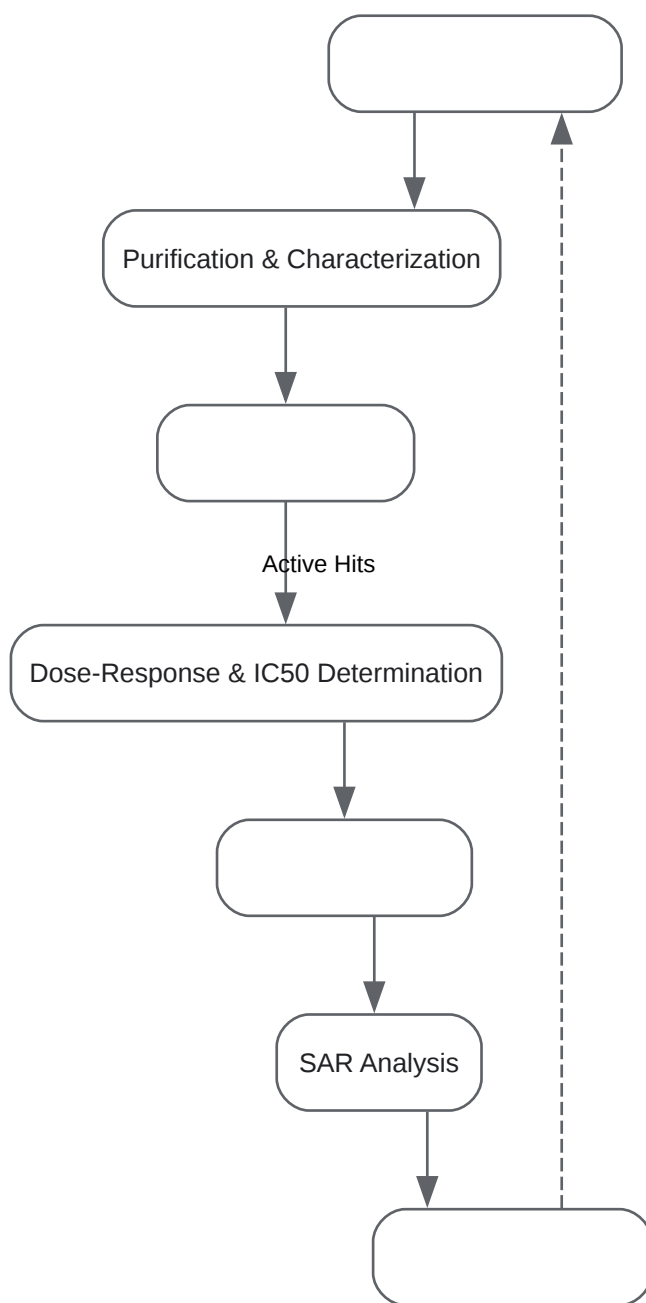 Purification & Characterization
Active Hits
Dose-Response & IC50 Determination
SAR Analysis